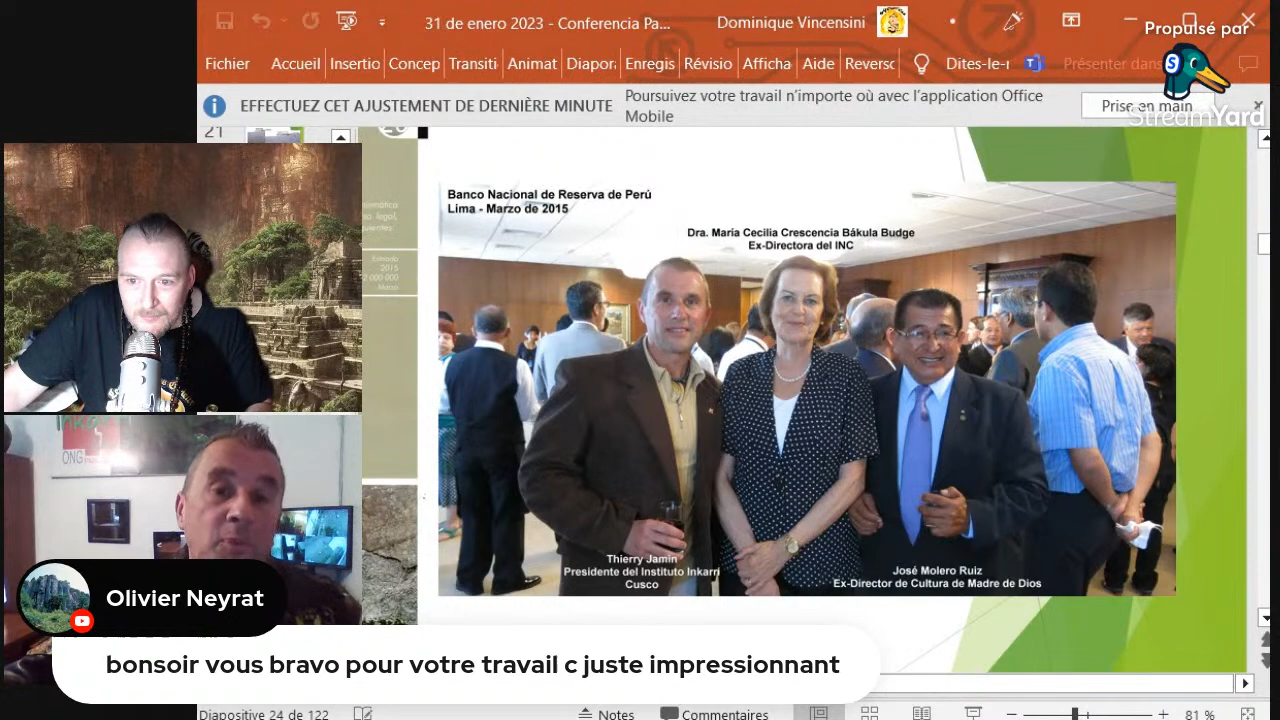 31 de enero 2023 - Conferencia Pa...
Dominique Vincensini
Propulsé par
StreamYard
Fichier
Accueil
Insertio
Concep
Transiti
Animat
Diapora
Enregis
Révisio
Afficha
Aide
Reverso
Dites-le-r
Présenter dans
EFFECTUEZ CET AJUSTEMENT DE DERNIÈRE MINUTE
Poursuivez votre travail n'importe où avec l'application Office
Mobile
Prise en main
21
Banco Nacional de Reserva de Perú
Lima - Marzo de 2015
Dra. María Cecilia Crescencia Bákula Budge
Ex-Directora del INC
2015
Marzo
ONG
Thierry Jamin
Presidente del Instituto Inkarri
Cusco
José Molero Ruiz
Ex-Director de Cultura de Madre de Dios
Olivier Neyrat
bonsoir vous bravo pour votre travail c juste impressionnant
Diapositive 24 de 122
Notes
Commentaires
81 %